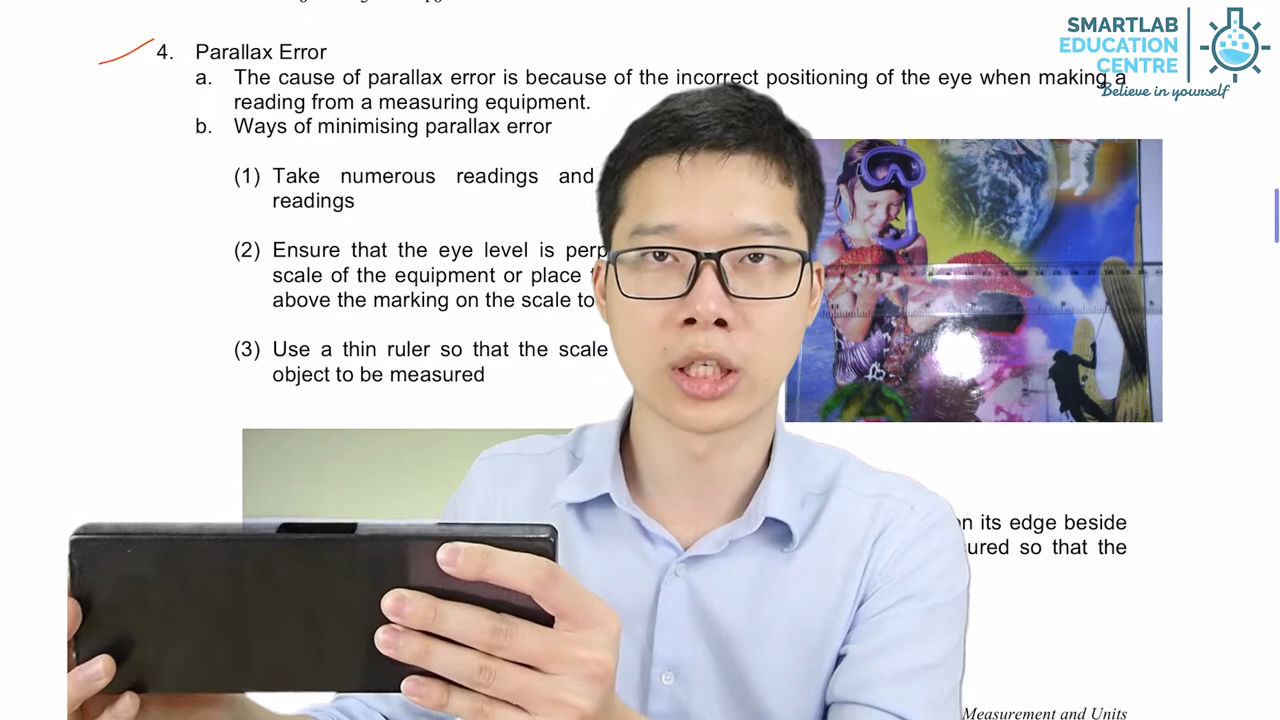 SMARTLAB
EDUCATION
CENTRE
Believe in yourself
4. Parallax Error
a. The cause of parallax error is because of the incorrect positioning of the eye when making a
reading from a measuring equipment.
b. Ways of minimising parallax error
(1) Take numerous readings and
readings
(2) Ensure that the eye level is
scale of the equipment or place
above the marking on the scale to
(3) Use a thin ruler so that the scale
object to be measured
on its edge beside
so that the
Measurement and Units